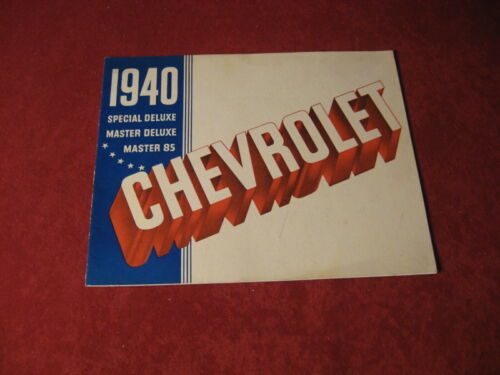 1940
SPECIAL DELUXE
MASTER DELUXE
MASTER 85
CHEVROLET